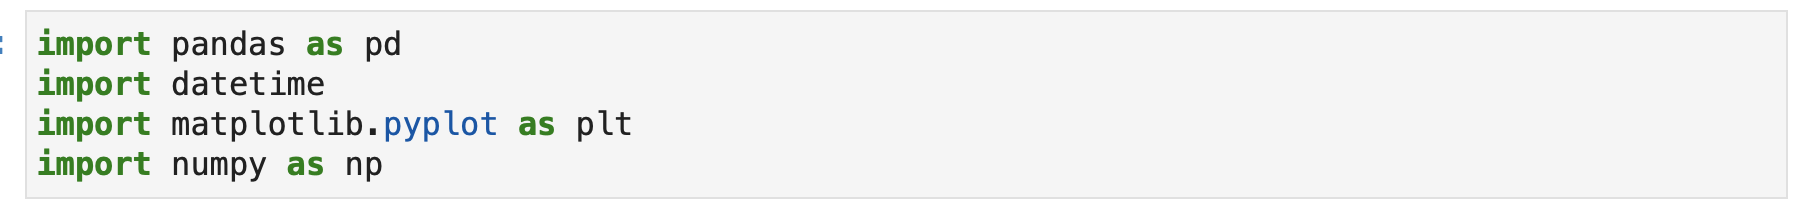 :
import pandas as pd
import datetime
import matplotlib.pyplot as plt
import numpy as np